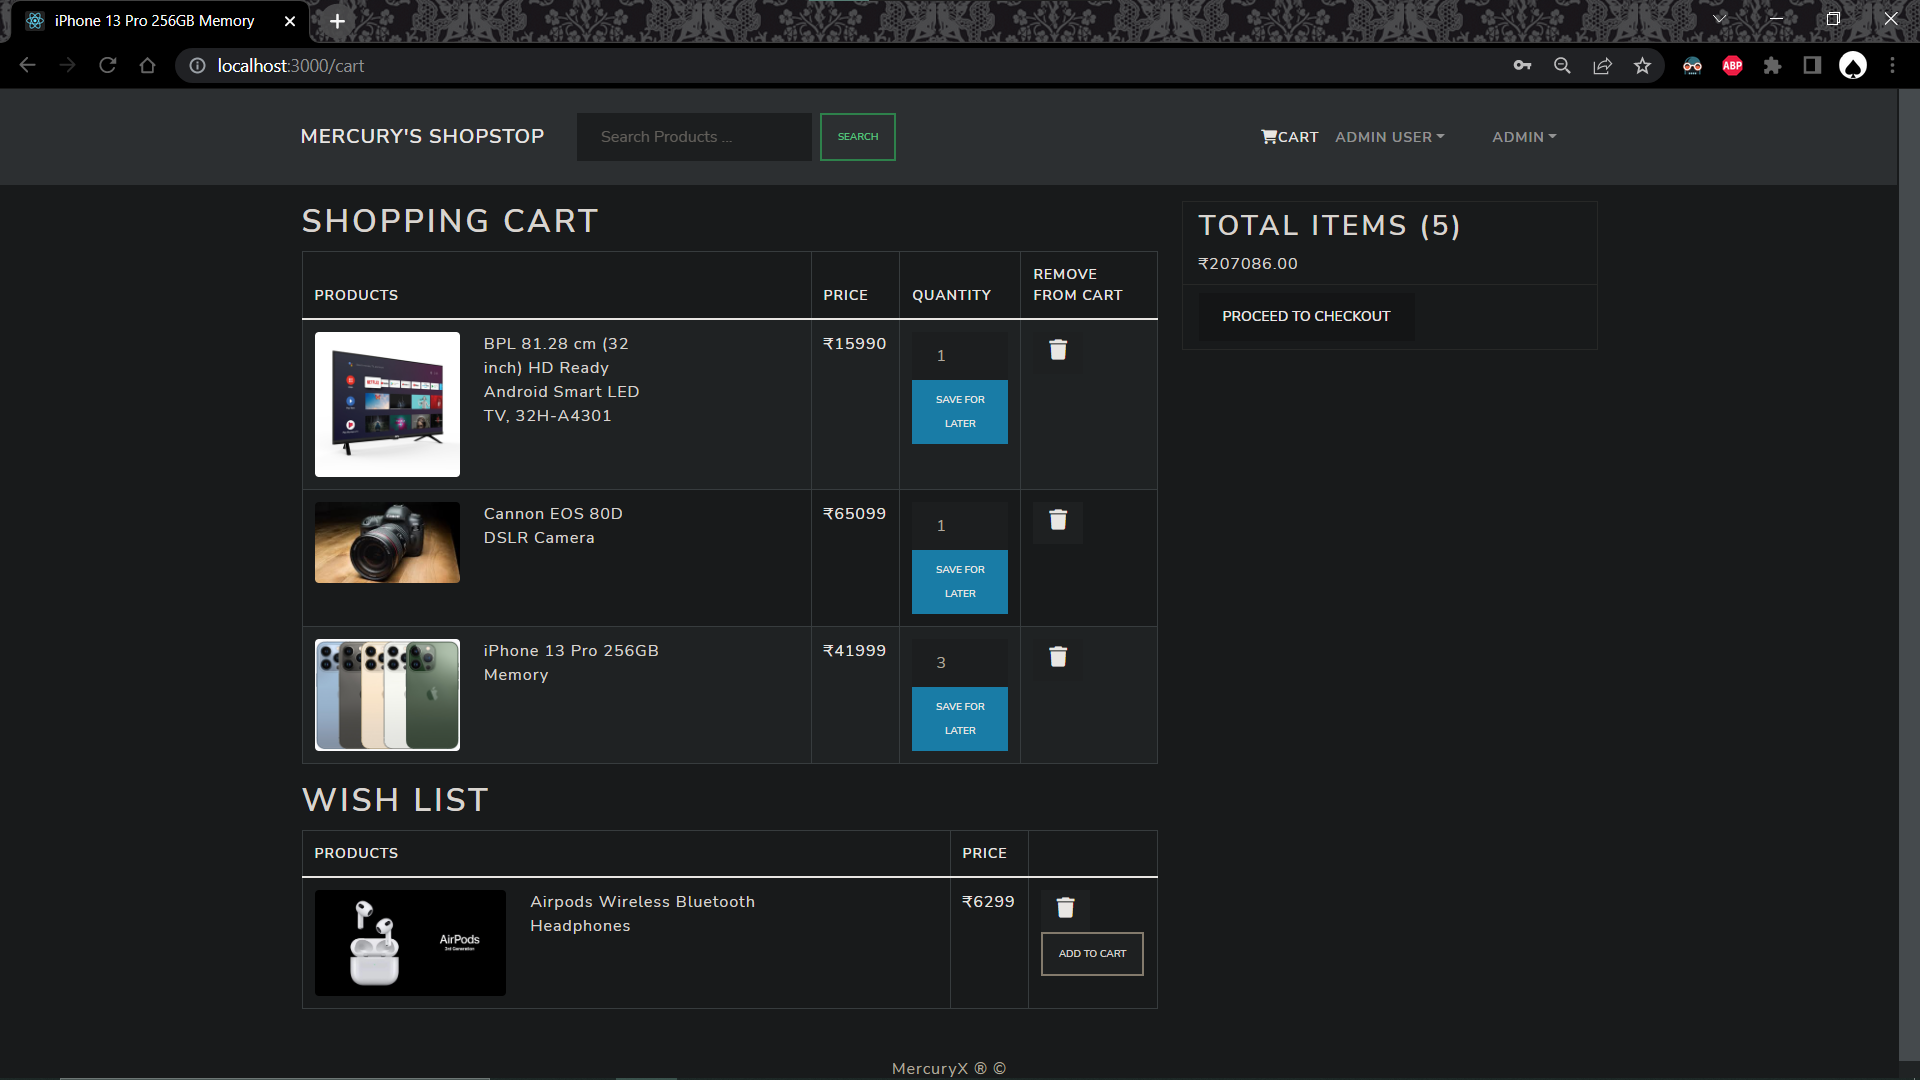 iPhone 13 Pro 256GB Memory
localhost:3000/cart
ABP
MERCURY'S SHOPSTOP
Search Products ...
SEARCH
CART
ADMIN USER
ADMIN
SHOPPING CART
PRODUCTS
PRICE
QUANTITY
REMOVE
FROM CART
BPL 81.28 cm (32
inch) HD Ready
Android Smart LED
TV, 32H-A4301
₹15990
1
SAVE FOR
LATER
Cannon EOS 80D
DSLR Camera
₹65099
1
SAVE FOR
LATER
iPhone 13 Pro 256GB
Memory
₹41999
3
SAVE FOR
LATER
TOTAL ITEMS (5)
₹207086.00
PROCEED TO CHECKOUT
WISH LIST
PRODUCTS
PRICE
AirPods
3rd Generation
Airpods Wireless Bluetooth
Headphones
₹6299
ADD TO CART
MercuryX ® ©